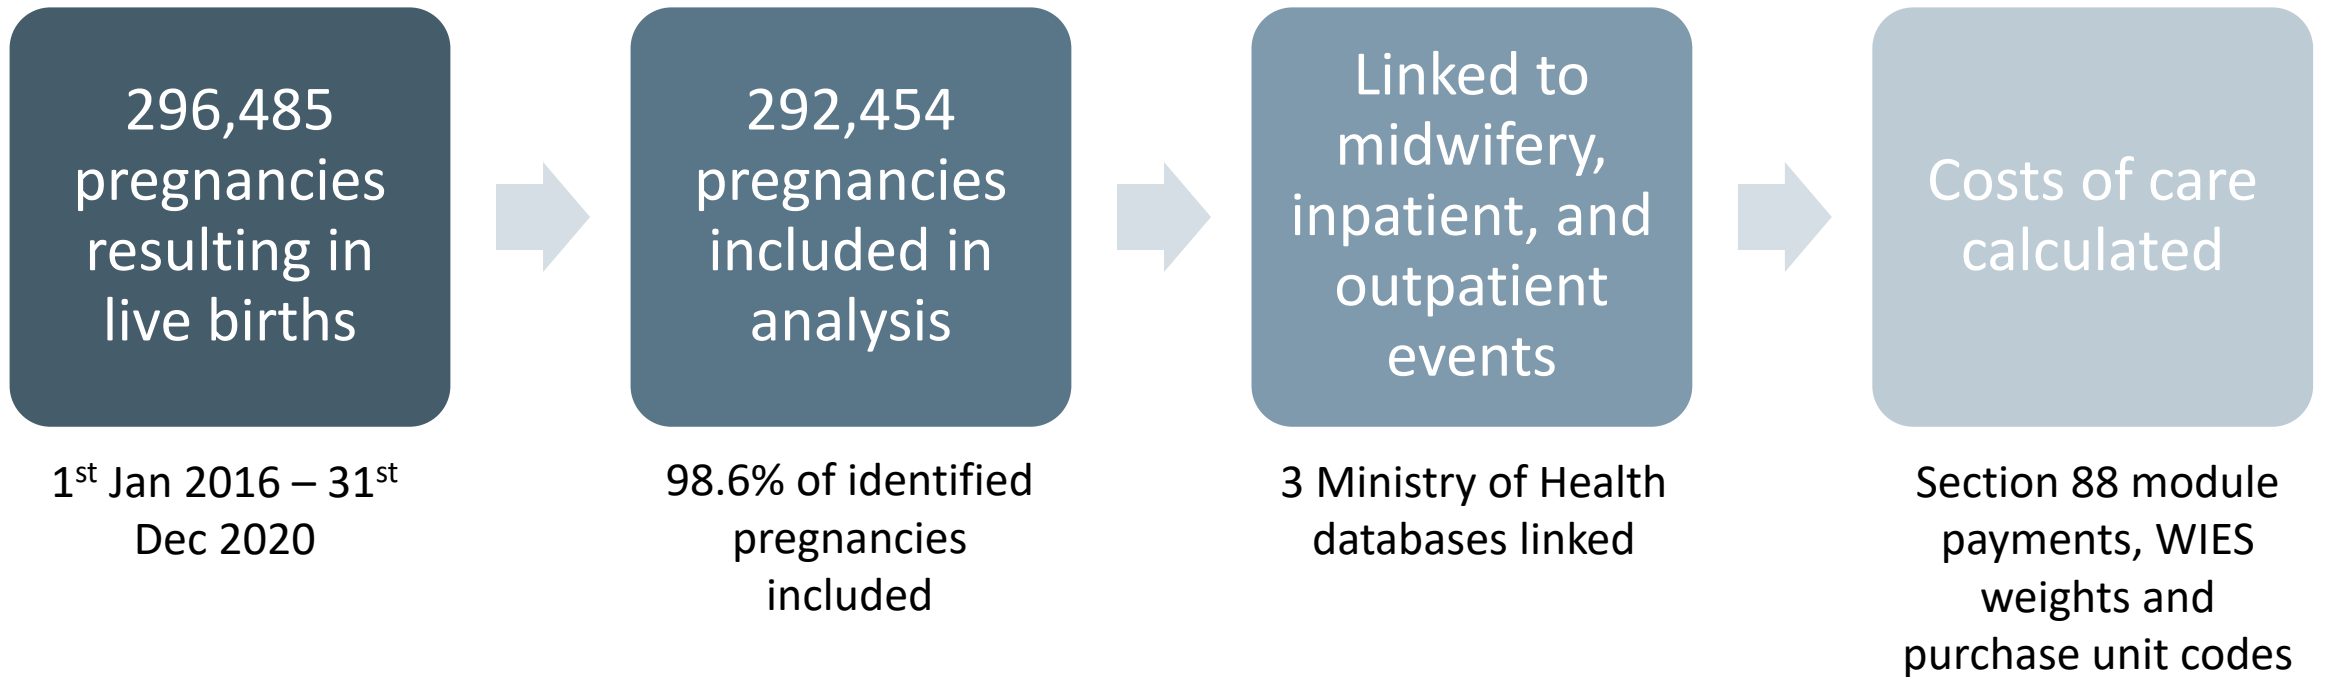 296,485
pregnancies
resulting in
live births
1st Jan 2016 – 31st
Dec 2020
292,454
pregnancies
included in
analysis
98.6% of identified
pregnancies
included
Linked to
midwifery,
inpatient, and
outpatient
events
3 Ministry of Health
databases linked
Costs of care
calculated
Section 88 module
payments, WIES
weights and
purchase unit codes